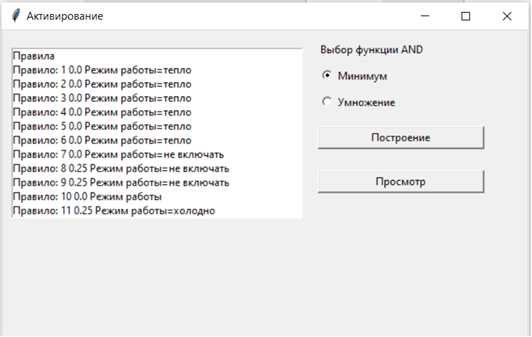 Активирование
Правила
Правило: 1 0.0 Режим работы=тепло
Правило: 2 0.0 Режим работы=тепло
Правило: 3 0.0 Режим работы=тепло
Правило: 4 0.0 Режим работы=тепло
Правило: 5 0.0 Режим работы=тепло
Правило: 6 0.0 Режим работы=тепло
Правило: 7 0.0 Режим работы=не включать
Правило: 8 0.25 Режим работы=не включать
Правило: 9 0.25 Режим работы=не включать
Правило: 10 0.0 Режим работы
Правило: 11 0.25 Режим работы=холодно
Выбор функции AND
Минимум
Умножение
Построение
Просмотр